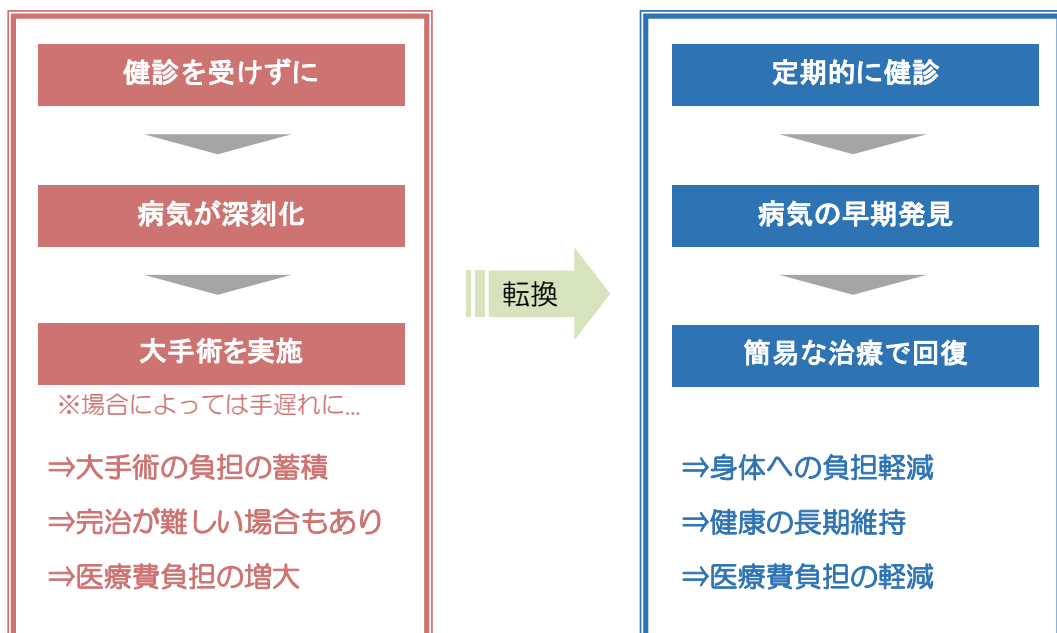 健診を受けずに
病気が深刻化
大手術を実施
※場合によっては手遅れに...
⇒大手術の負担の蓄積
⇒完治が難しい場合もあり
⇒医療費負担の増大
転換
定期的に健診
病気の早期発見
簡易な治療で回復
⇒身体への負担軽減
⇒健康の長期維持
⇒医療費負担の軽減